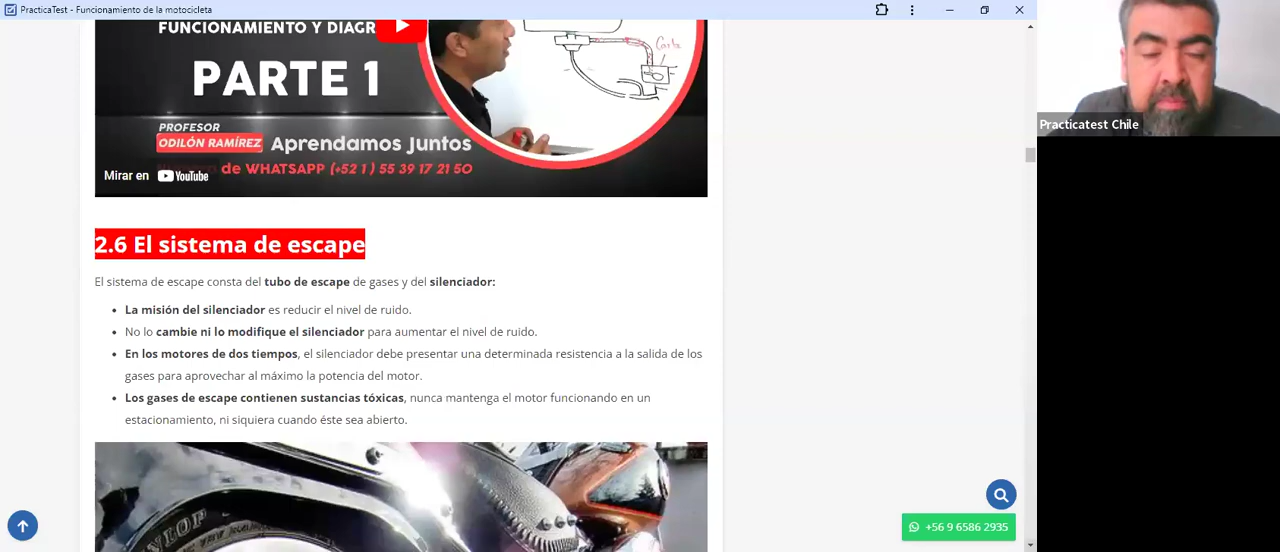 PracticaTest - Funcionamiento de la motocicleta
FUNCIONAMIENTO Y DIAGR
PARTE 1
PROFESOR
ODILÓN RAMÍREZ
Aprendamos Juntos
de WHATSAPP (+52 1 ) 55 39 17 21 50
Mirar en YouTube
2.6 El sistema de escape
El sistema de escape consta del tubo de escape de gases y del silenciador:
• La misión del silenciador es reducir el nivel de ruido.
• No lo cambie ni lo modifique el silenciador para aumentar el nivel de ruido.
• En los motores de dos tiempos, el silenciador debe presentar una determinada resistencia a la salida de los
gases para aprovechar al máximo la potencia del motor.
• Los gases de escape contienen sustancias tóxicas, nunca mantenga el motor funcionando en un
estacionamiento, ni siquiera cuando éste sea abierto.
Practicatest Chile
+56 9 6586 2935